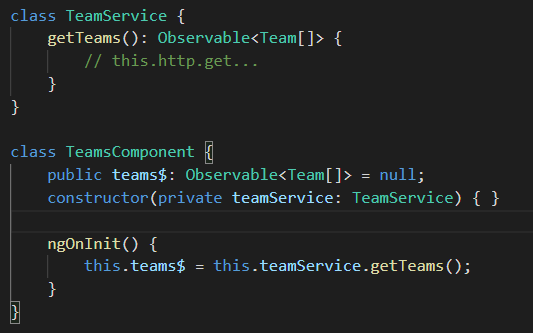 class TeamService {
    getTeams(): Observable<Team[]> {
        // this.http.get...
    }
}

class TeamsComponent {
    public teams$: Observable<Team[]> = null;
    constructor(private teamService: TeamService) { }

    ngOnInit() {
        this.teams$ = this.teamService.getTeams();
    }
}